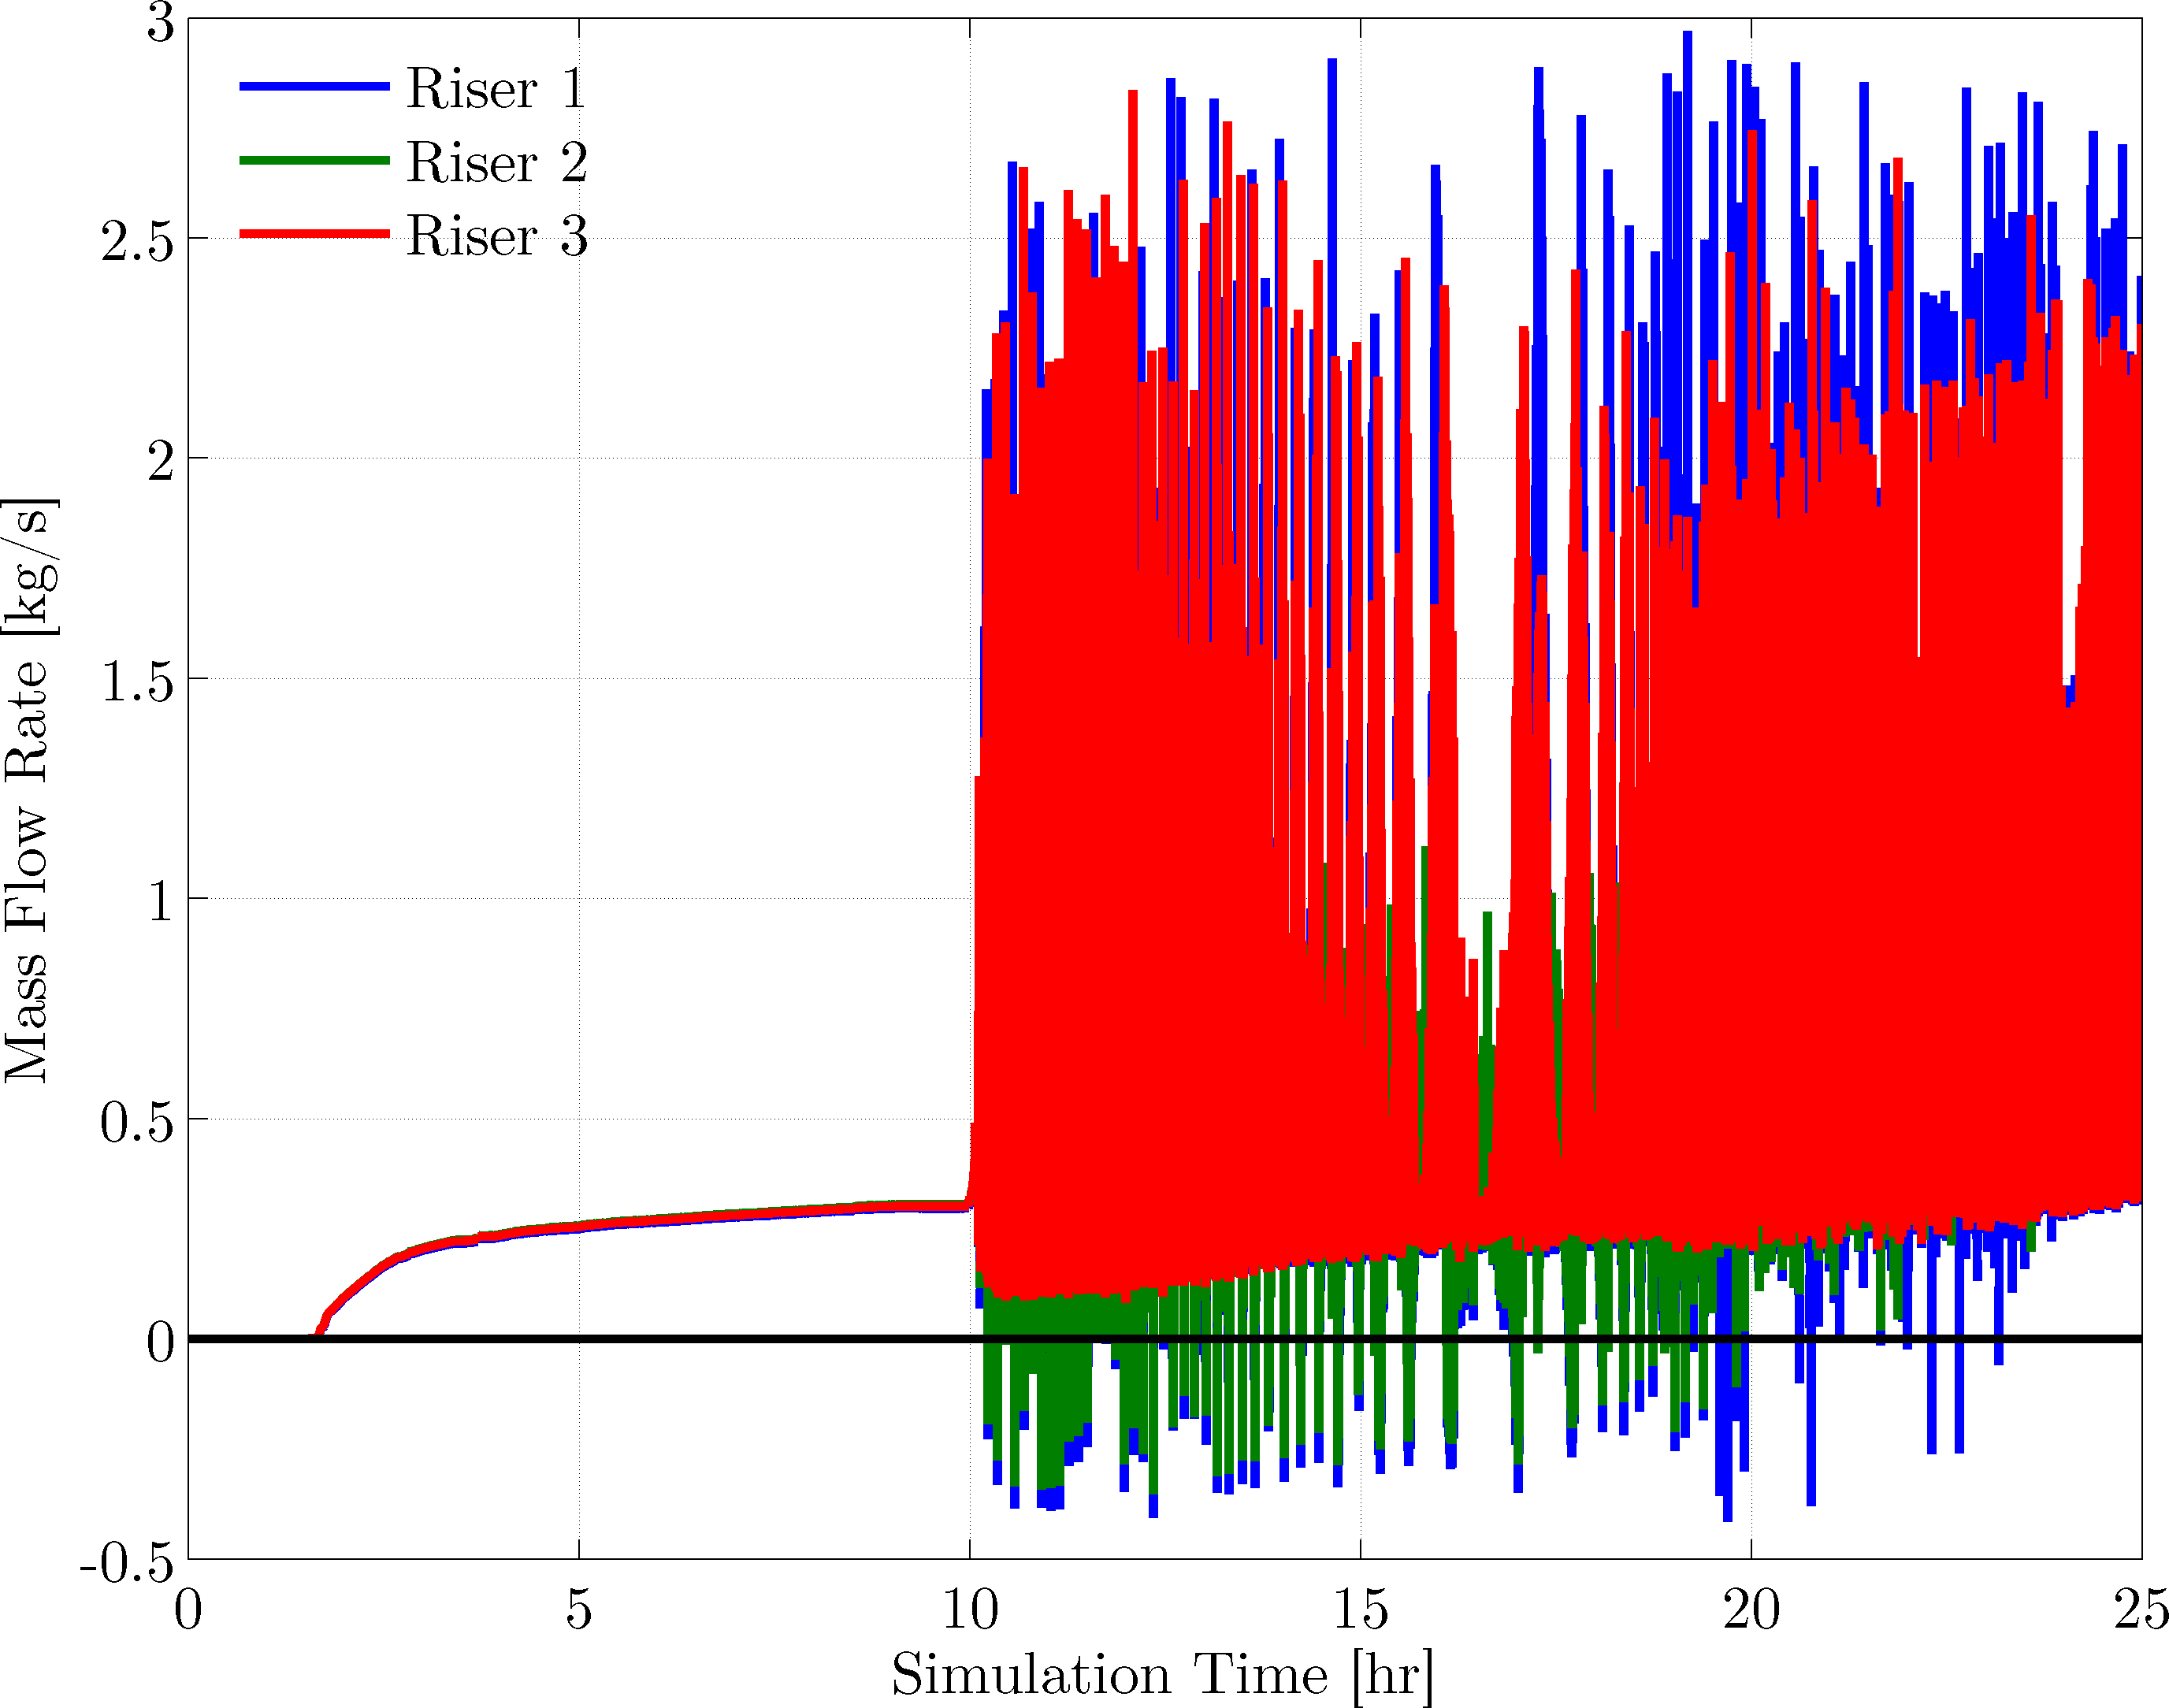 Riser 1
Riser 2
Riser 3
Mass Flow Rate [kg/s]
3
2.5
2
1.5
1
0.5
0
-0.5
0 5 10 15 20 25
Simulation Time [hr]